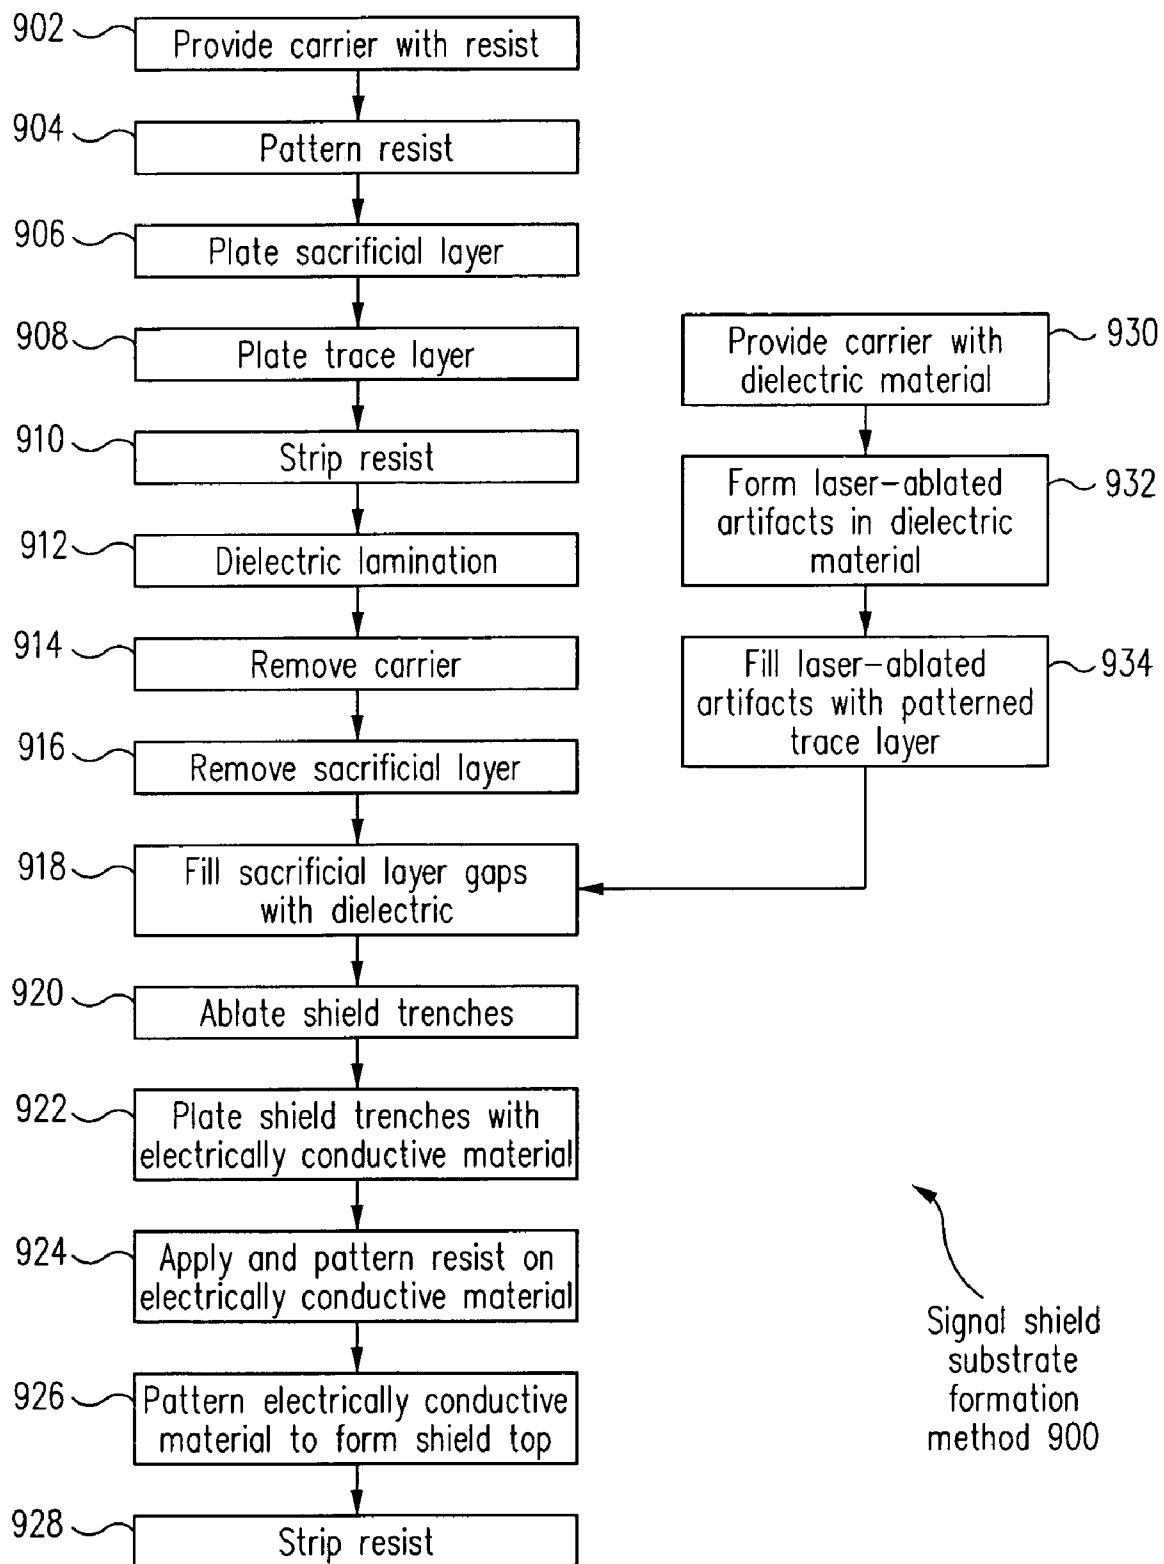 902
Provide carrier with resist
904
Pattern resist
906
Plate sacrificial layer
908
Plate trace layer
910
Strip resist
912
Dielectric lamination
914
Remove carrier
916
Remove sacrificial layer
918
Fill sacrificial layer gaps
with dielectric
920
Ablate shield trenches
922
Plate shield trenches with
electrically conductive material
924
Apply and pattern resist on
electrically conductive material
926
Pattern electrically conductive
material to form shield top
928
Strip resist
930
Provide carrier with
dielectric material
932
Form laser-ablated
artifacts in dielectric
material
934
Fill laser-ablated
artifacts with patterned
trace layer
Signal shield
substrate
formation
method 900